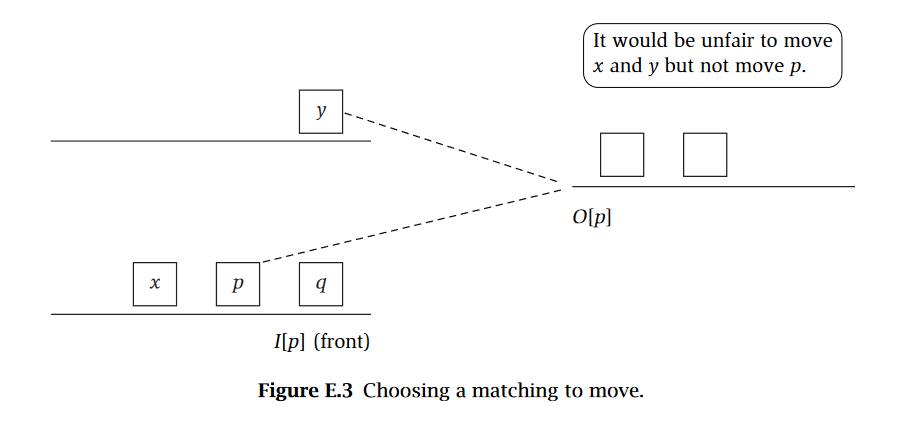 It would be unfair to move
x and y but not move p.
y
O[p]
x p q
I[p] (front)
Figure E.3 Choosing a matching to move.